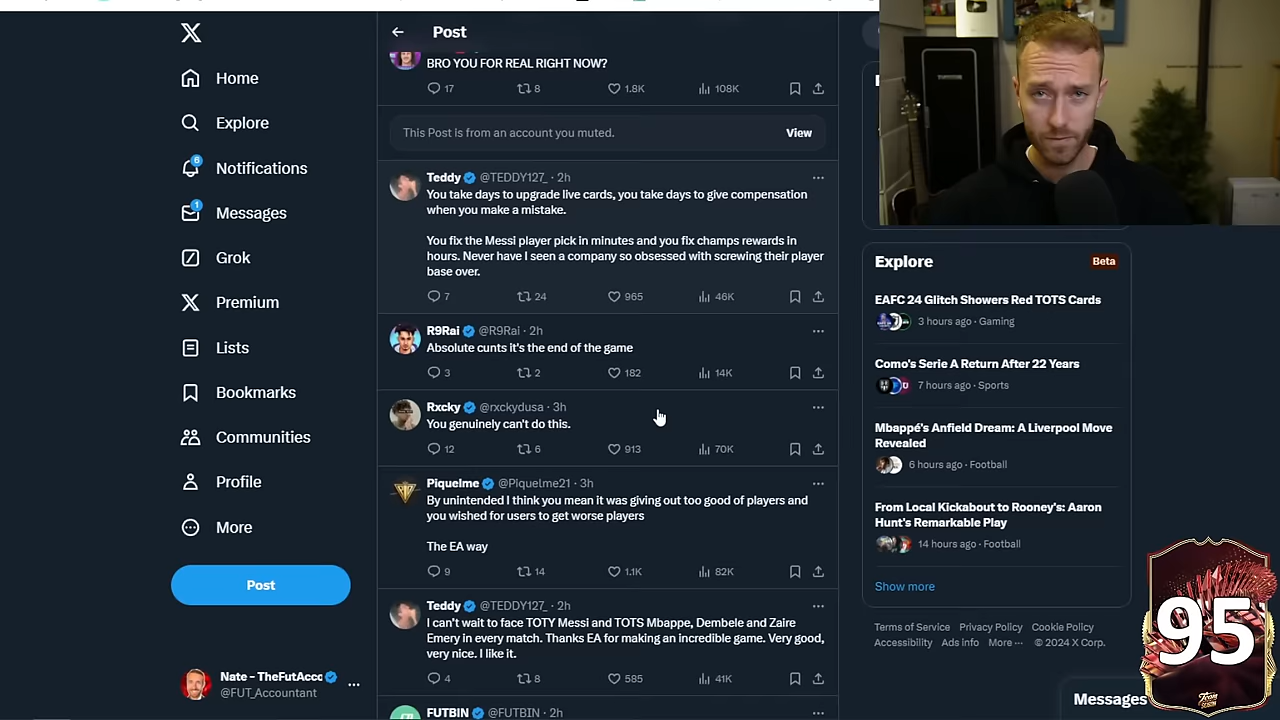 Home
Explore
6
Notifications
1
Messages
Grok
Premium
Lists
Bookmarks
Communities
Profile
More
Post
Nate - TheFutAcc
@FUT_Accountant
Post
BRO YOU FOR REAL RIGHT NOW?
17 8 1.8K 108K
This Post is from an account you muted. View
Teddy @TEDDY127_ · 2h
You take days to upgrade live cards, you take days to give compensation
when you make a mistake.
You fix the Messi player pick in minutes and you fix champs rewards in
hours. Never have I seen a company so obsessed with screwing their player
base over.
7 24 965 46K
R9Rai @R9Rai · 2h
Absolute cunts it's the end of the game
3 2 182 14K
Rxcky @rxckydusa · 3h
You genuinely can't do this.
12 6 913 70K
Piquelme @Piquelme21 · 3h
By unintended I think you mean it was giving out too good of players and
you wished for users to get worse players
The EA way
9 14 1.1K 82K
Teddy @TEDDY127_ · 2h
I can't wait to face TOTY Messi and TOTS Mbappe, Dembele and Zaire
Emery in every match. Thanks EA for making an incredible game. Very good,
very nice. I like it.
4 8 585 41K
FUTBIN @FUTBIN · 2h
Explore Beta
EAFC 24 Glitch Showers Red TOTS Cards
3 hours ago · Gaming
Como's Serie A Return After 22 Years
7 hours ago · Sports
Mbappé's Anfield Dream: A Liverpool Move
Revealed
6 hours ago · Football
From Local Kickabout to Rooney's: Aaron
Hunt's Remarkable Play
14 hours ago · Football
Show more
Terms of Service Privacy Policy Cookie Policy
Accessibility Ads info More ··· © 2024 X Corp.
Messages
95